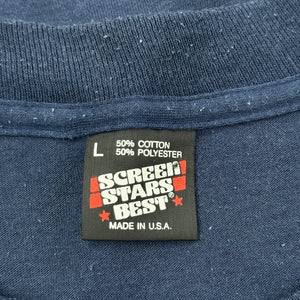 L 50% COTTON
50% POLYESTER
SCREEN
STARS
BEST®
MADE IN U.S.A.